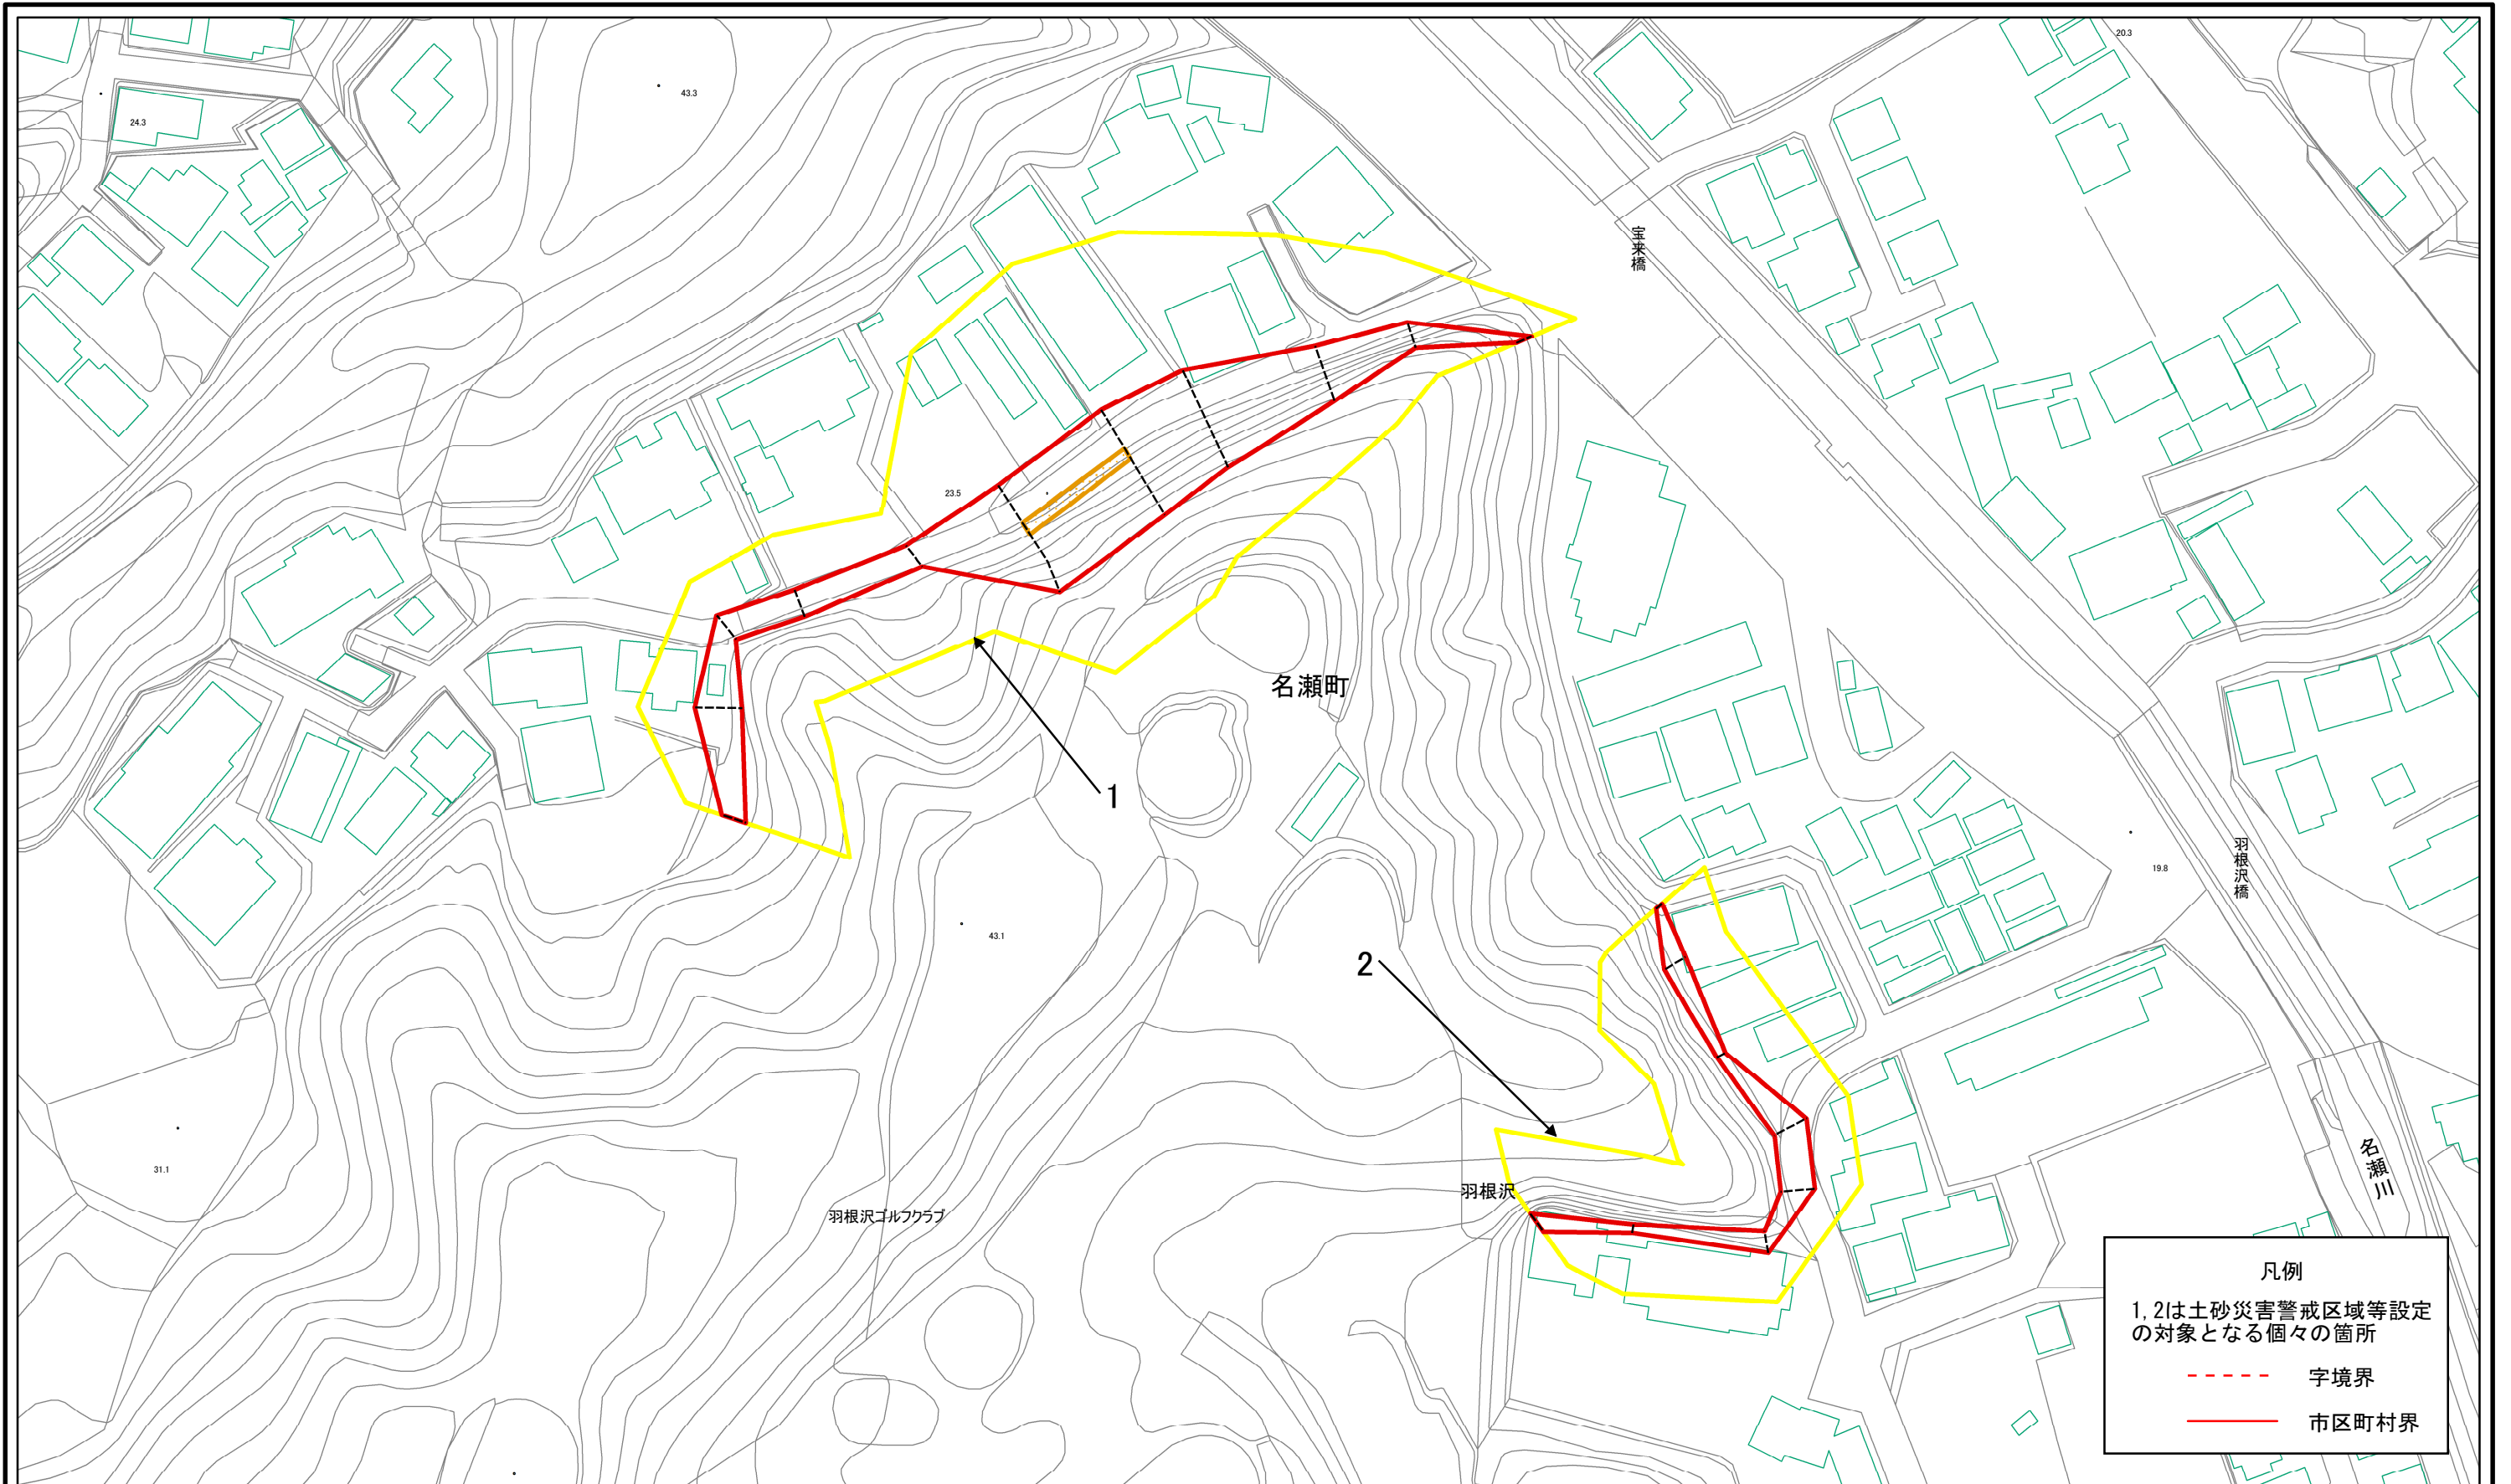 20.3
43.3
24.3
宝来橋
23.5
名瀬町
1
羽根沢橋
19.8
43.1
2
名瀬川
31.1
羽根沢
羽根沢ゴルフクラブ
凡例
1,2は土砂災害警戒区域等設定
の対象となる個々の箇所
字境界
市区町村界